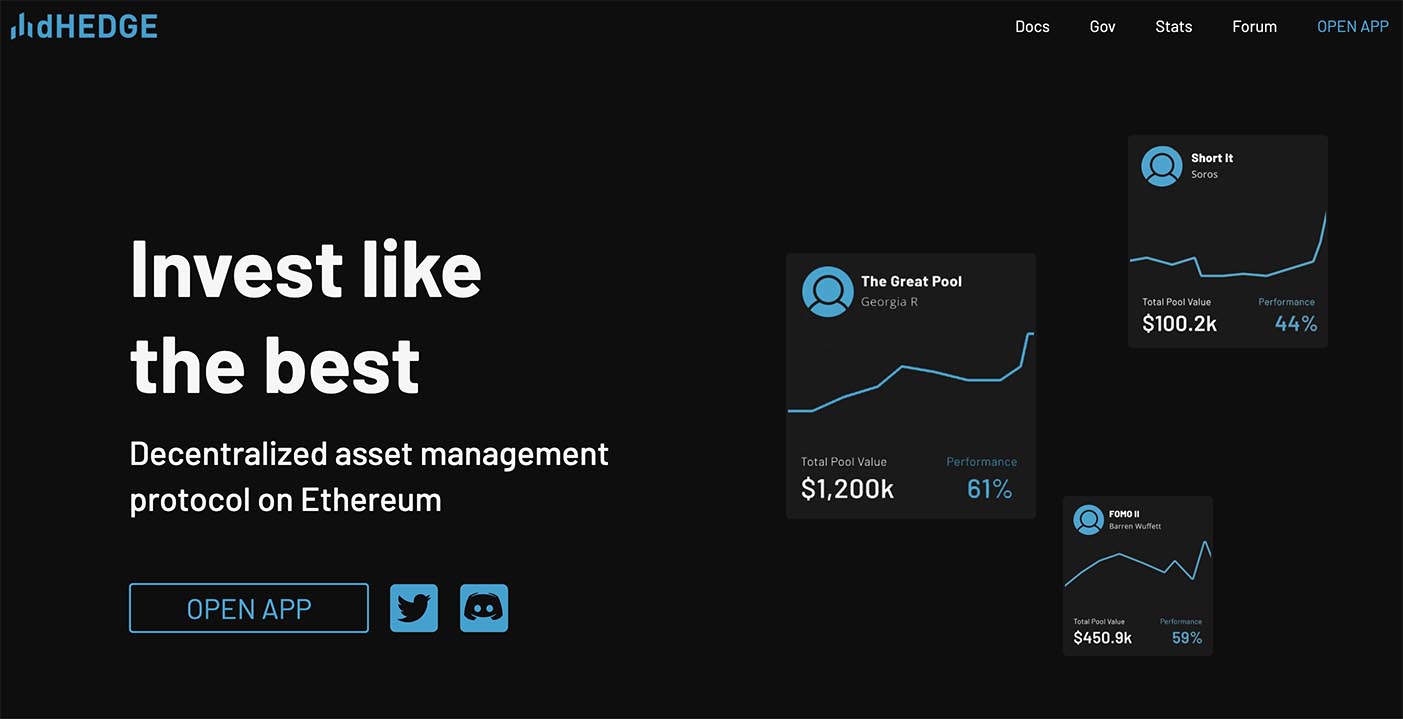 dHEDGE
Docs
Gov
Stats
Forum
OPEN APP
Invest like
the best
Decentralized asset management
protocol on Ethereum
OPEN APP
The Great Pool
Georgia R
Total Pool Value
Performance
$1,200k
61%
Short It
Soros
Total Pool Value
Performance
$100.2k
44%
FOMO II
Barren Wuffett
Total Pool Value
Performance
$450.9k
59%